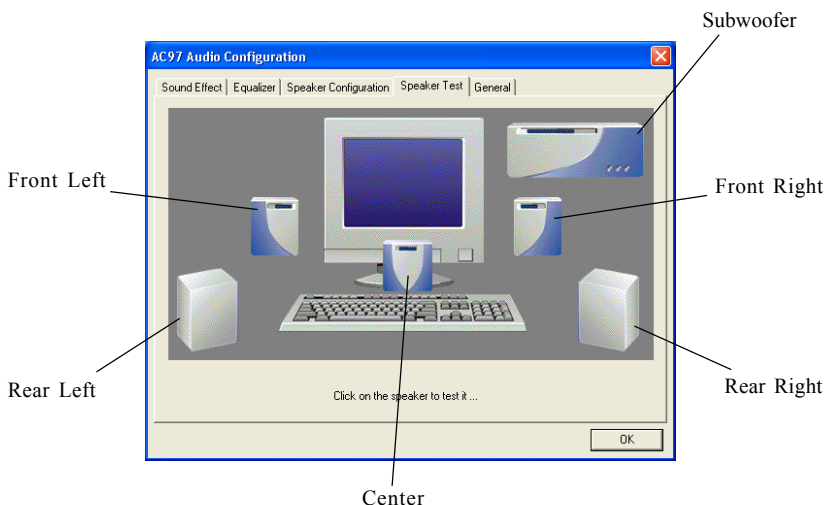 Subwoofer
AC97 Audio Configuration
Sound Effect Equalizer Speaker Configuration Speaker Test General
Front Left
Front Right
Rear Left
Rear Right
Click on the speaker to test it ...
OK
Center